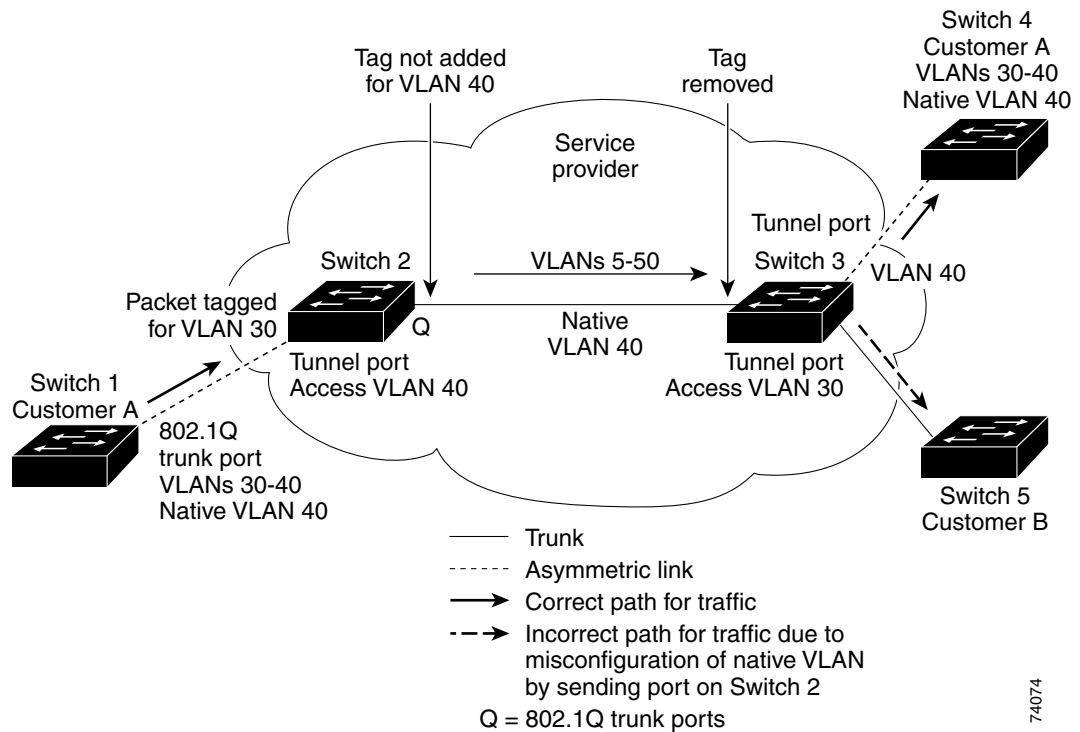 Tag not added
for VLAN 40
Tag
removed
Switch 4
Customer A
VLANs 30-40
Native VLAN 40
Service
provider
Tunnel port
Switch 2
VLANs 5-50
Switch 3
VLAN 40
Packet tagged
for VLAN 30
Q
Native
VLAN 40
Tunnel port
Access VLAN 40
Tunnel port
Access VLAN 30
Switch 1
Customer A
802.1Q
trunk port
VLANs 30-40
Native VLAN 40
Switch 5
Customer B
Trunk
Asymmetric link
Correct path for traffic
Incorrect path for traffic due to
misconfiguration of native VLAN
by sending port on Switch 2
Q = 802.1Q trunk ports
74074